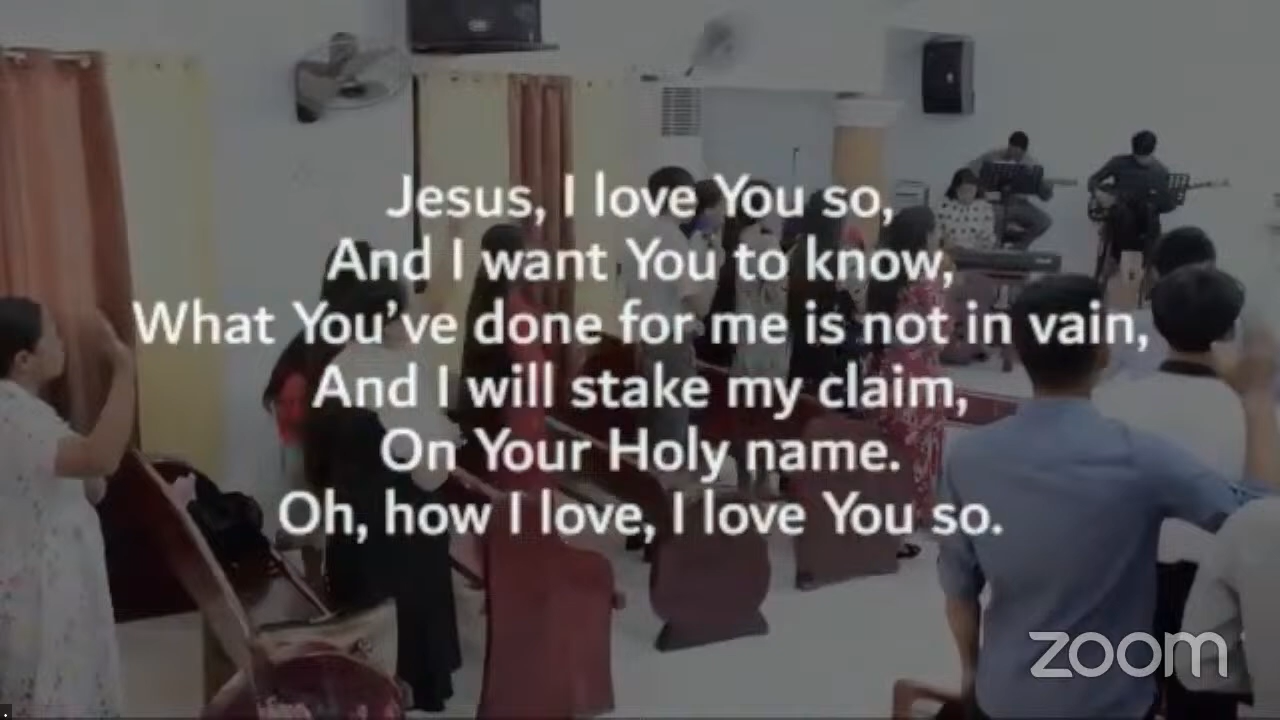 Jesus, I love You so,
And I want You to know,
What You've done for me is not in vain,
And I will stake my claim,
On Your Holy name.
Oh, how I love, I love You so.
zoom